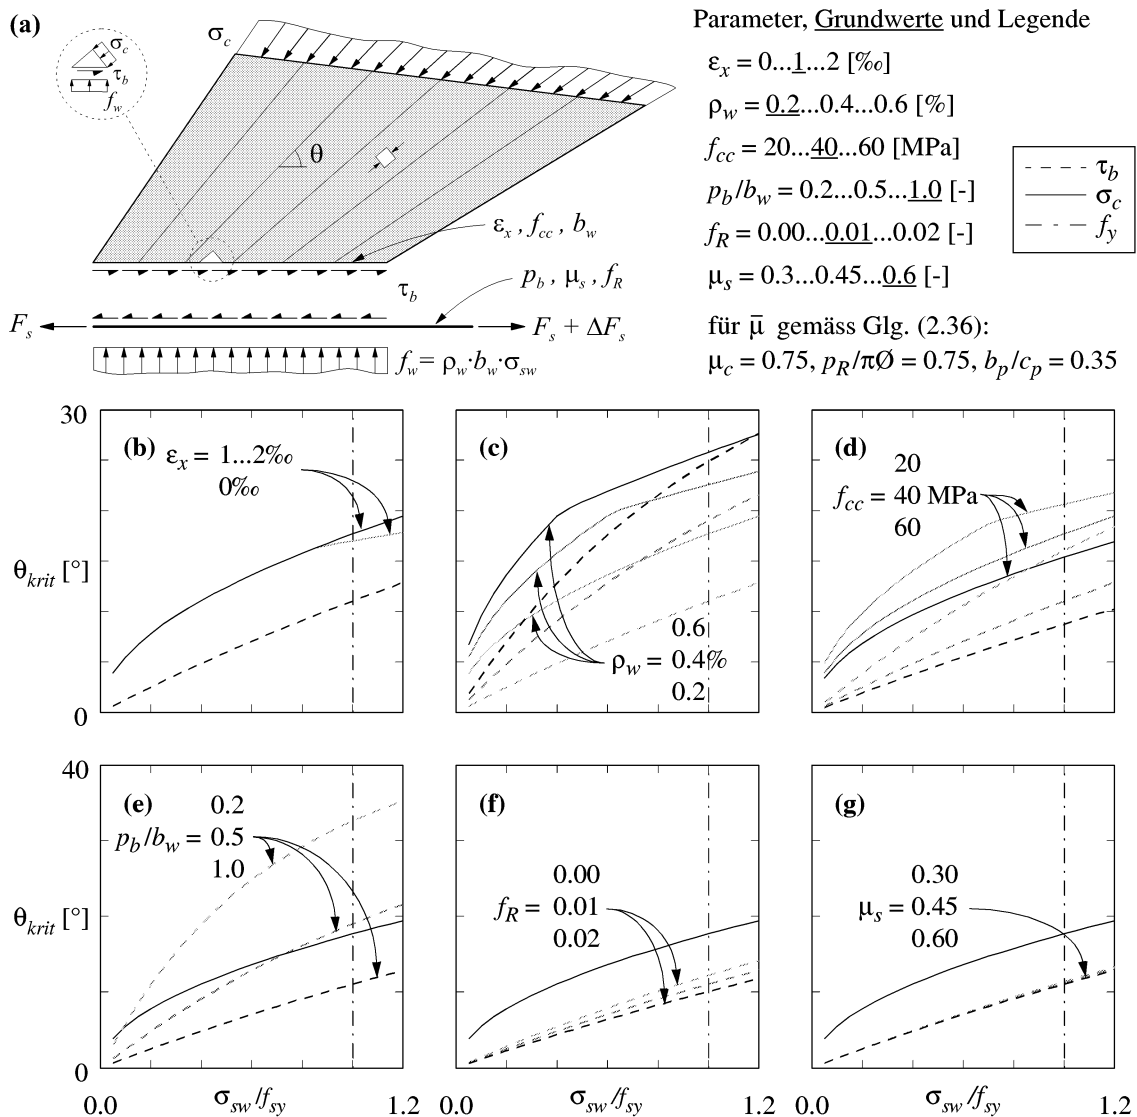 (a)
σc
τb
fw
σc
θ
εx , fcc , bw
pb , μs , fR
τb
Fs
Fs + ΔFs
fw = ρw·bw·σsw
Parameter, Grundwerte und Legende
εx = 0...1...2 [‰]
ρw = 0.2...0.4...0.6 [%]
fcc = 20...40...60 [MPa]
pb/bw = 0.2...0.5...1.0 [-]
fR = 0.00...0.01...0.02 [-]
μs = 0.3...0.45...0.6 [-]
für μ̄ gemäss Glg. (2.36):
μc = 0.75, pR/πØ = 0.75, bp/cp = 0.35
τb
σc
fy
30
θkrit [°]
0
(b)
εx = 1...2‰
0‰
(c)
0.6
ρw = 0.4%
0.2
(d)
20
fcc = 40 MPa
60
40
θkrit [°]
0
(e)
0.2
pb/bw = 0.5
1.0
0.0
σsw/fsy
1.2
(f)
0.00
fR = 0.01
0.02
0.0
σsw/fsy
1.2
(g)
0.30
μs = 0.45
0.60
0.0
σsw/fsy
1.2